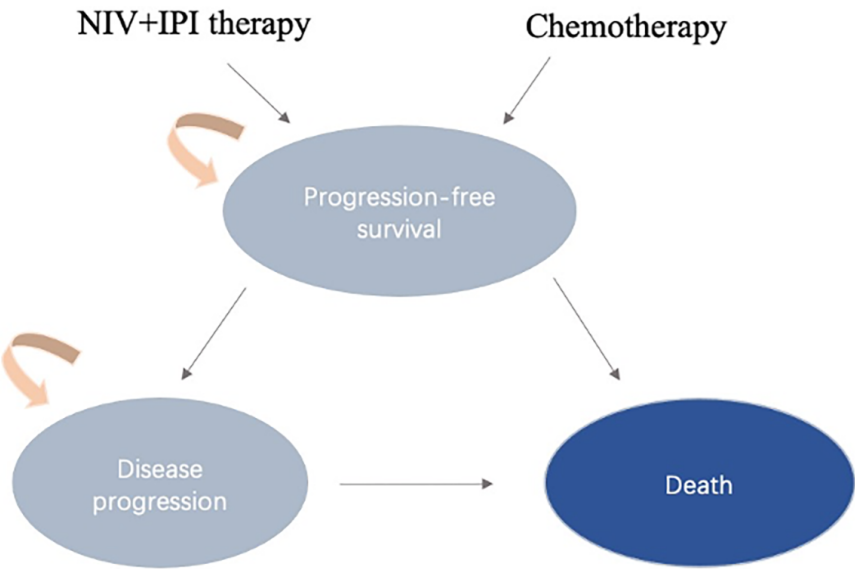 NIV+IPI therapy
Chemotherapy
Progression-free
survival
Disease
progression
Death